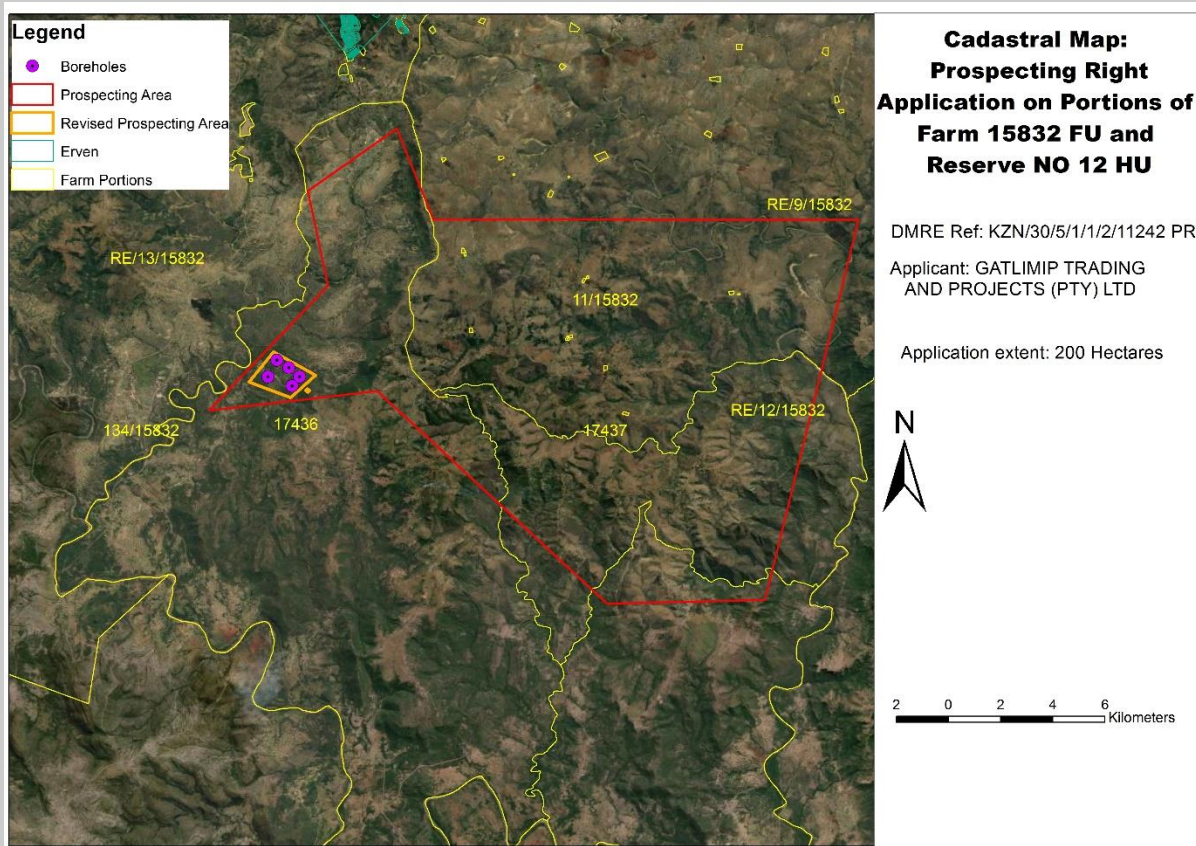 Legend
Boreholes
Prospecting Area
Revised Prospecting Area
Erven
Farm Portions
RE/9/15832
RE/13/15832
11/15832
RE/12/15832
134/15832
17436
17437
Cadastral Map:
Prospecting Right
Application on Portions of
Farm 15832 FU and
Reserve NO 12 HU
DMRE Ref: KZN/30/5/1/1/2/11242 PR
Applicant: GATLIMIP TRADING
AND PROJECTS (PTY) LTD
Application extent: 200 Hectares
N
2 0 2 4 6
Kilometers